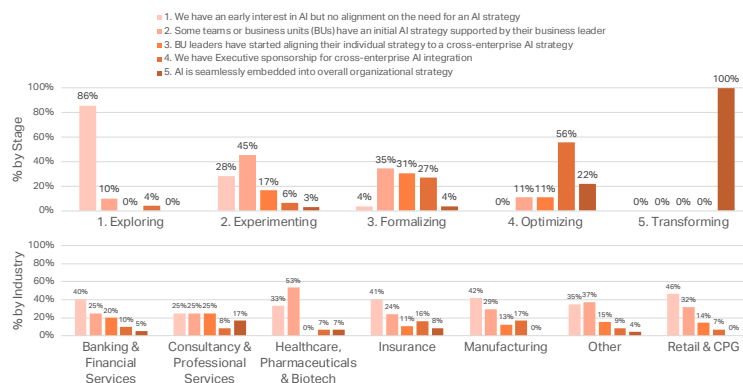 1. We have an early interest in AI but no alignment on the need for an AI strategy
2. Some teams or business units (BUs) have an initial AI strategy supported by their business leader
3. BU leaders have started aligning their individual strategy to a cross-enterprise AI strategy
4. We have Executive sponsorship for cross-enterprise AI integration
5. AI is seamlessly embedded into overall organizational strategy
% by Stage
100%
80%
60%
40%
20%
0%
86% 10% 0% 4% 0%
28% 45% 17% 6% 3%
4% 35% 31% 27% 4%
0% 11% 11% 56% 22%
0% 0% 0% 0% 100%
1. Exploring 2. Experimenting 3. Formalizing 4. Optimizing 5. Transforming
% by Industry
100%
80%
60%
40%
20%
0%
40% 25% 20% 10% 5%
25% 25% 25% 8% 17%
33% 53% 0% 7% 7%
41% 24% 11% 16% 8%
42% 29% 13% 17% 0%
35% 37% 15% 9% 4%
46% 32% 14% 7% 0%
Banking &
Financial
Services
Consultancy &
Professional
Services
Healthcare,
Pharmaceuticals
& Biotech
Insurance
Manufacturing
Other
Retail & CPG